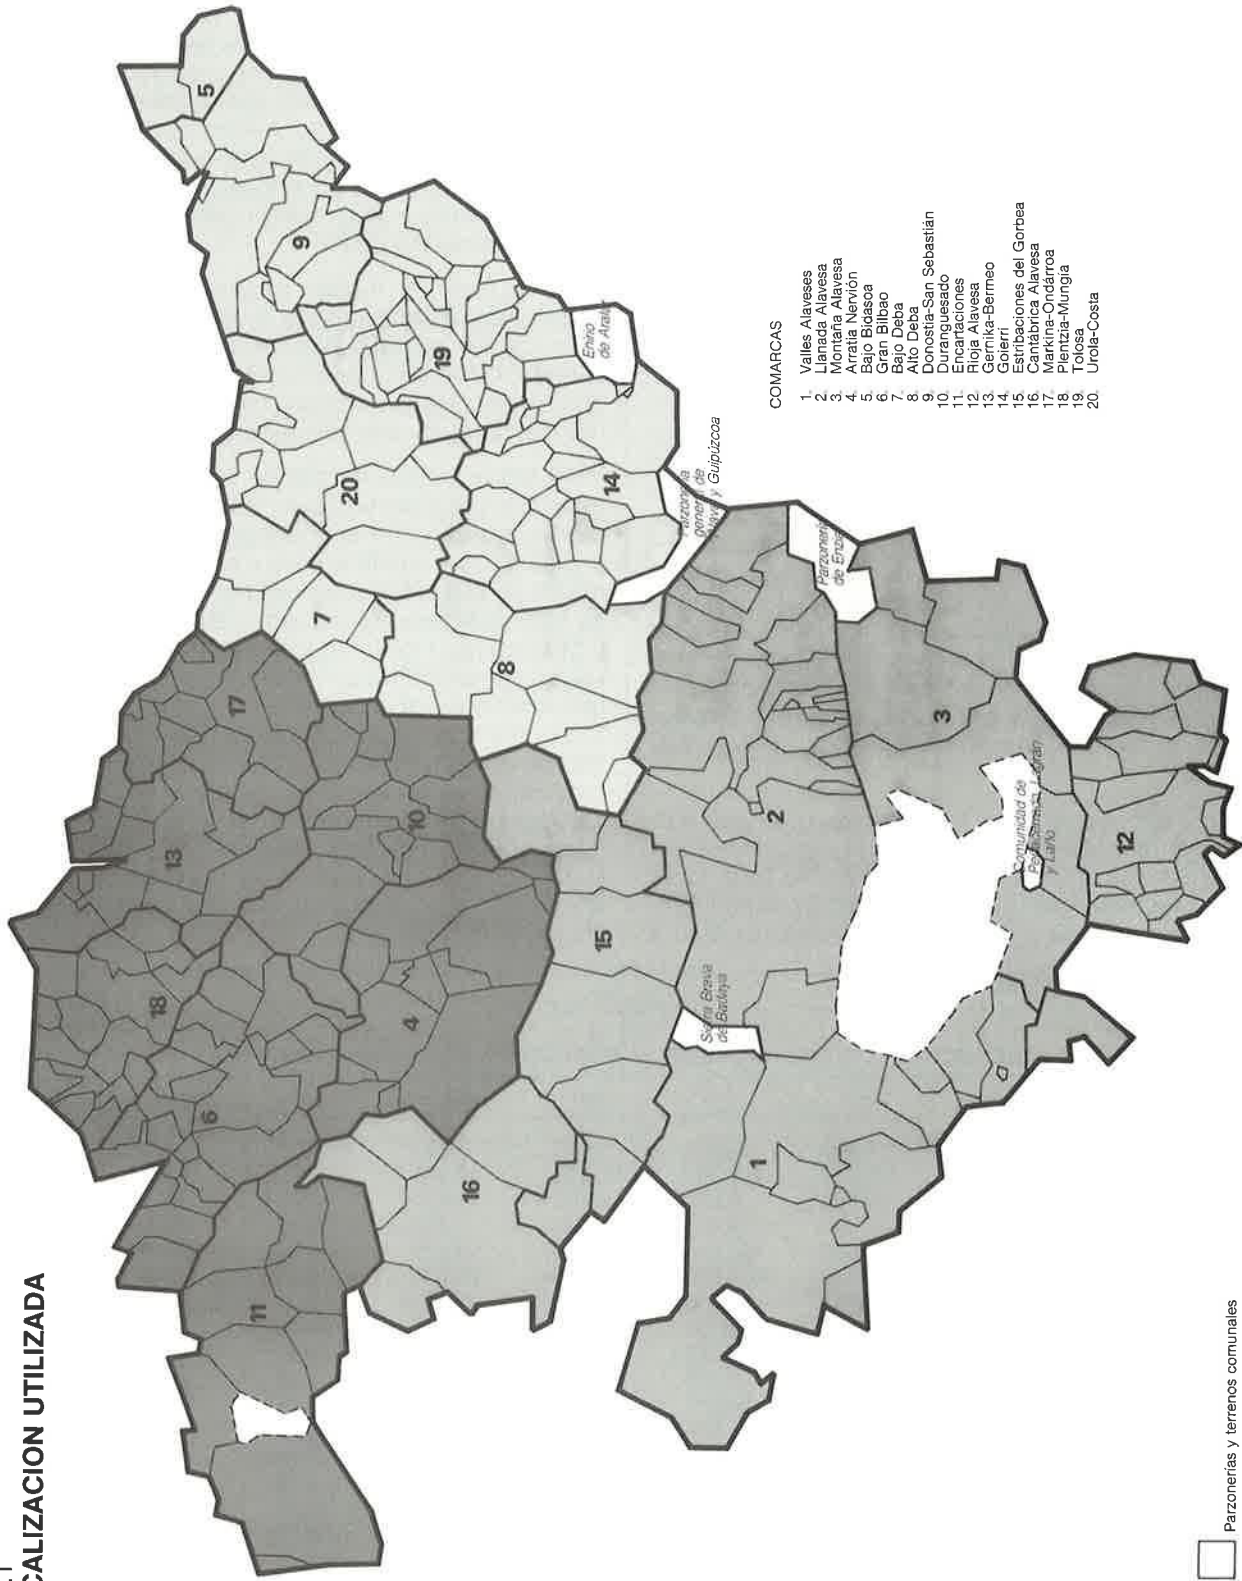 CALIZACION UTILIZADA
5
9
19
Enirio
de Aralar
20
14
7
8
Parzonería
general de
Alava y Guipúzcoa
Parzonería
de Enzia
17
10
13
2
3
Comunidad de
y Laño
12
15
18
4
6
Sierra Brava
de Badaya
16
1
11
COMARCAS
1. Valles Alaveses
2. Llanada Alavesa
3. Montaña Alavesa
4. Arratia Nervión
5. Bajo Bidasoa
6. Gran Bilbao
7. Bajo Deba
8. Alto Deba
9. Donostia-San Sebastián
10. Duranguesado
11. Encartaciones
12. Rioja Alavesa
13. Gernika-Bermeo
14. Goierri
15. Estribaciones del Gorbea
16. Cantábrica Alavesa
17. Markina-Ondárroa
18. Plentzia-Mungia
19. Tolosa
20. Urola-Costa
Parzonerías y terrenos comunales